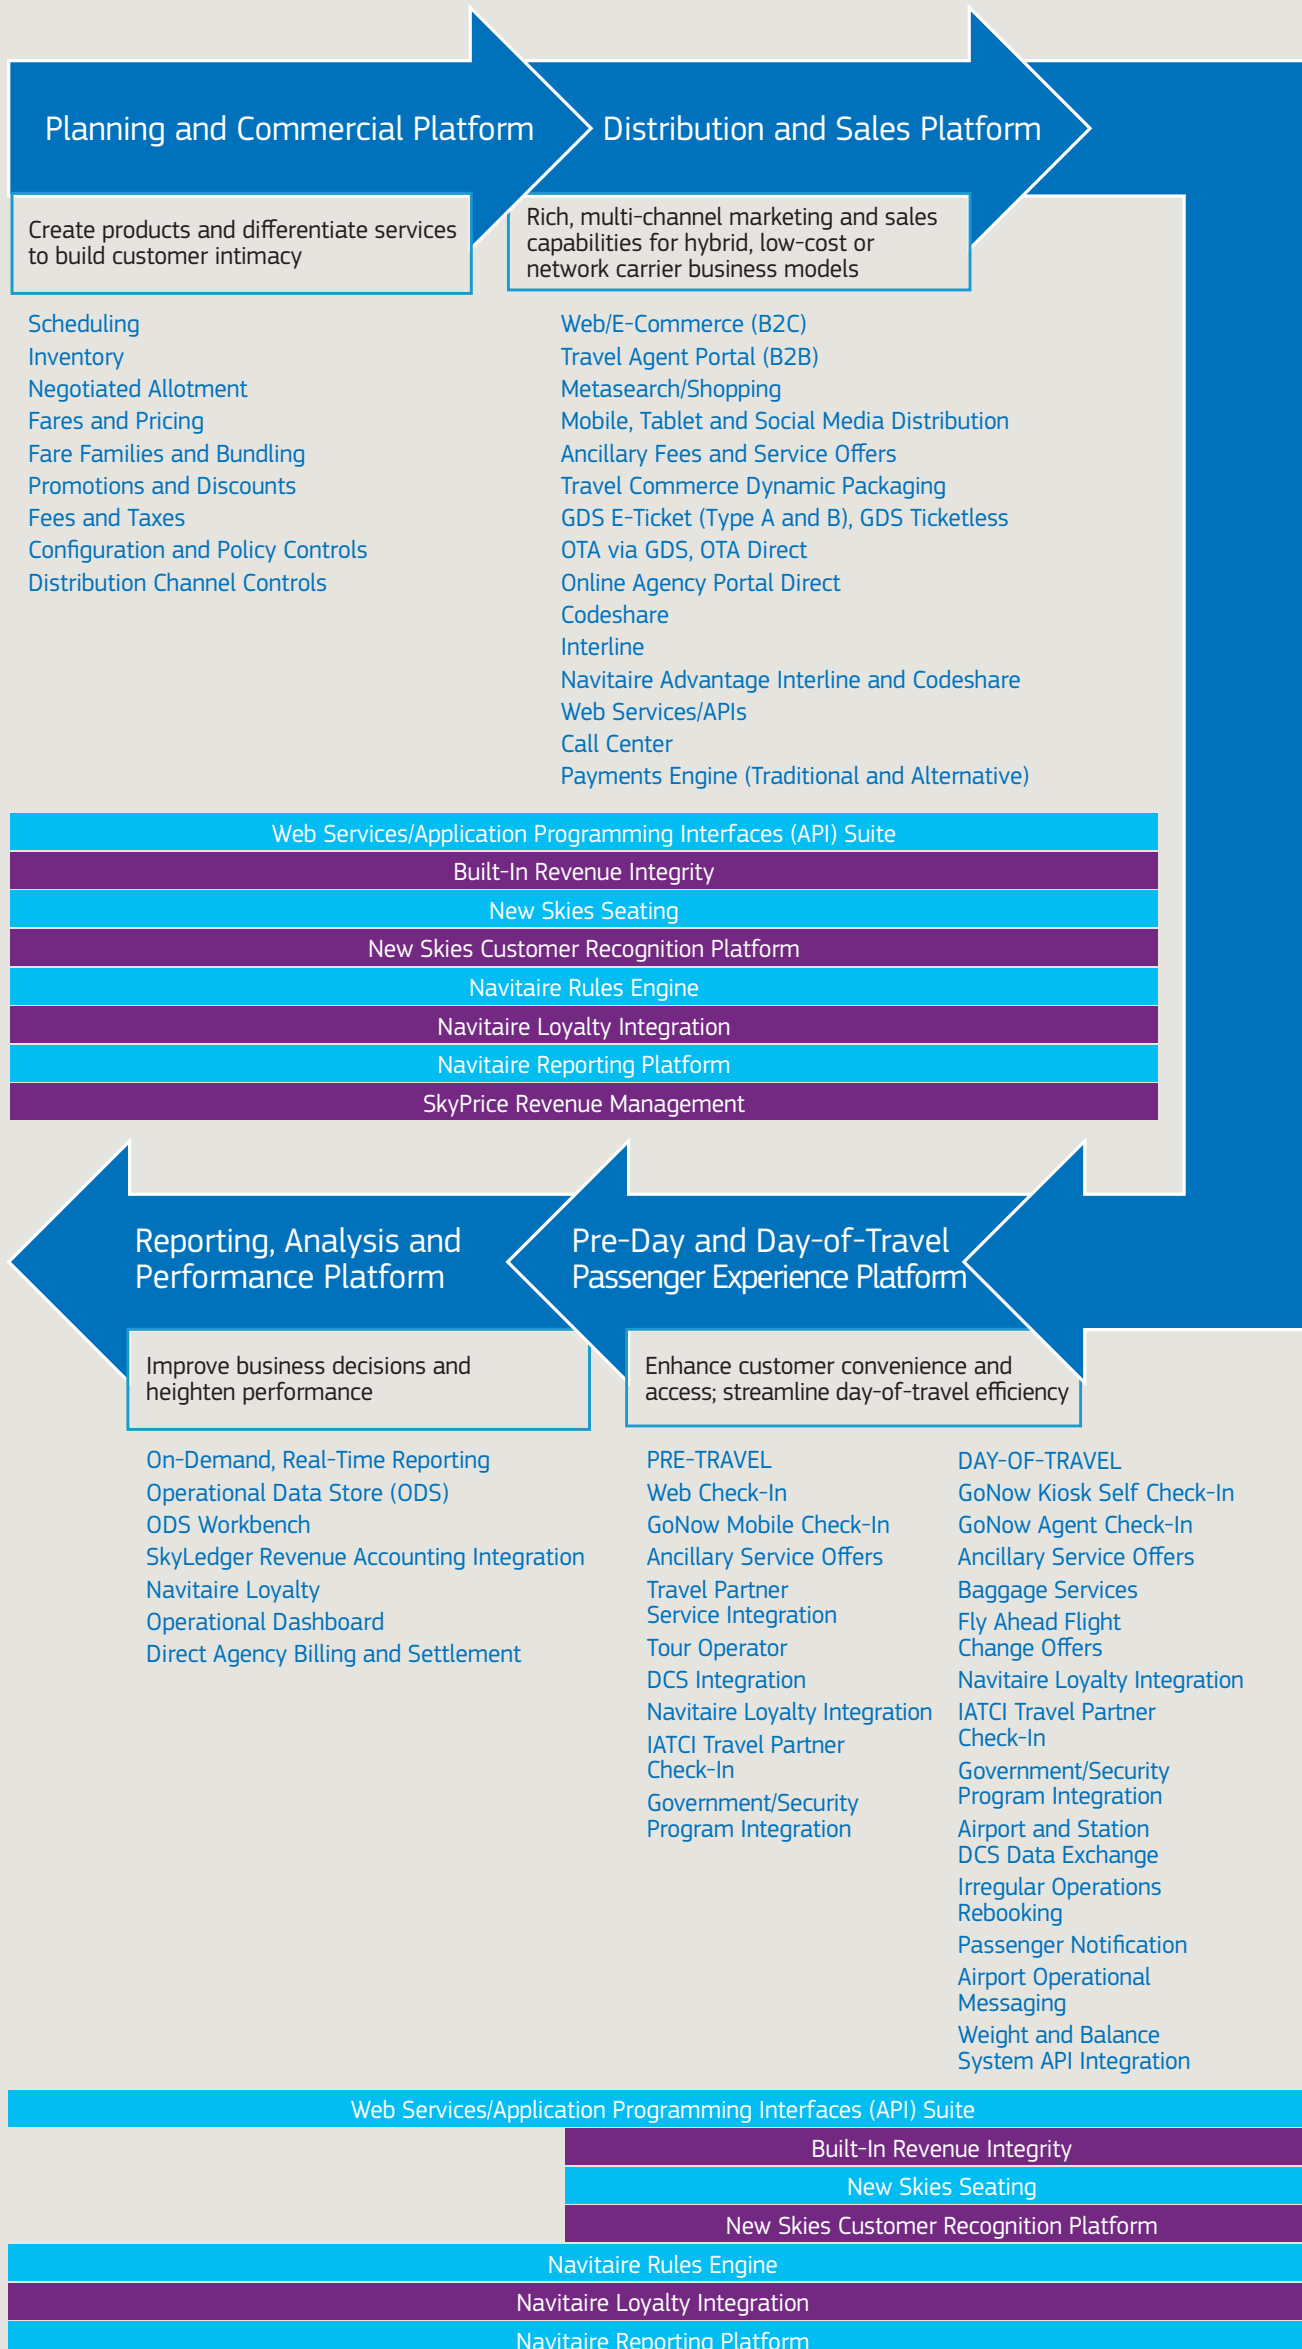 Planning and Commercial Platform
Distribution and Sales Platform
Create products and differentiate services
to build customer intimacy
Rich, multi-channel marketing and sales
capabilities for hybrid, low-cost or
network carrier business models
Scheduling
Inventory
Negotiated Allotment
Fares and Pricing
Fare Families and Bundling
Promotions and Discounts
Fees and Taxes
Configuration and Policy Controls
Distribution Channel Controls
Web/E-Commerce (B2C)
Travel Agent Portal (B2B)
Metasearch/Shopping
Mobile, Tablet and Social Media Distribution
Ancillary Fees and Service Offers
Travel Commerce Dynamic Packaging
GDS E-Ticket (Type A and B), GDS Ticketless
OTA via GDS, OTA Direct
Online Agency Portal Direct
Codeshare
Interline
Navitaire Advantage Interline and Codeshare
Web Services/APIs
Call Center
Payments Engine (Traditional and Alternative)
Web Services/Application Programming Interfaces (API) Suite
Built-In Revenue Integrity
New Skies Seating
New Skies Customer Recognition Platform
Navitaire Rules Engine
Navitaire Loyalty Integration
Navitaire Reporting Platform
SkyPrice Revenue Management
Reporting, Analysis and
Performance Platform
Pre-Day and Day-of-Travel
Passenger Experience Platform
Improve business decisions and
heighten performance
Enhance customer convenience and
access; streamline day-of-travel efficiency
On-Demand, Real-Time Reporting
Operational Data Store (ODS)
ODS Workbench
SkyLedger Revenue Accounting Integration
Navitaire Loyalty
Operational Dashboard
Direct Agency Billing and Settlement
PRE-TRAVEL
Web Check-In
GoNow Mobile Check-In
Ancillary Service Offers
Travel Partner
Service Integration
Tour Operator
DCS Integration
Navitaire Loyalty Integration
IATCI Travel Partner
Check-In
Government/Security
Program Integration
DAY-OF-TRAVEL
GoNow Kiosk Self Check-In
GoNow Agent Check-In
Ancillary Service Offers
Baggage Services
Fly Ahead Flight
Change Offers
Navitaire Loyalty Integration
IATCI Travel Partner
Check-In
Government/Security
Program Integration
Airport and Station
DCS Data Exchange
Irregular Operations
Rebooking
Passenger Notification
Airport Operational
Messaging
Weight and Balance
System API Integration
Web Services/Application Programming Interfaces (API) Suite
Built-In Revenue Integrity
New Skies Seating
New Skies Customer Recognition Platform
Navitaire Rules Engine
Navitaire Loyalty Integration
Navitaire Reporting Platform